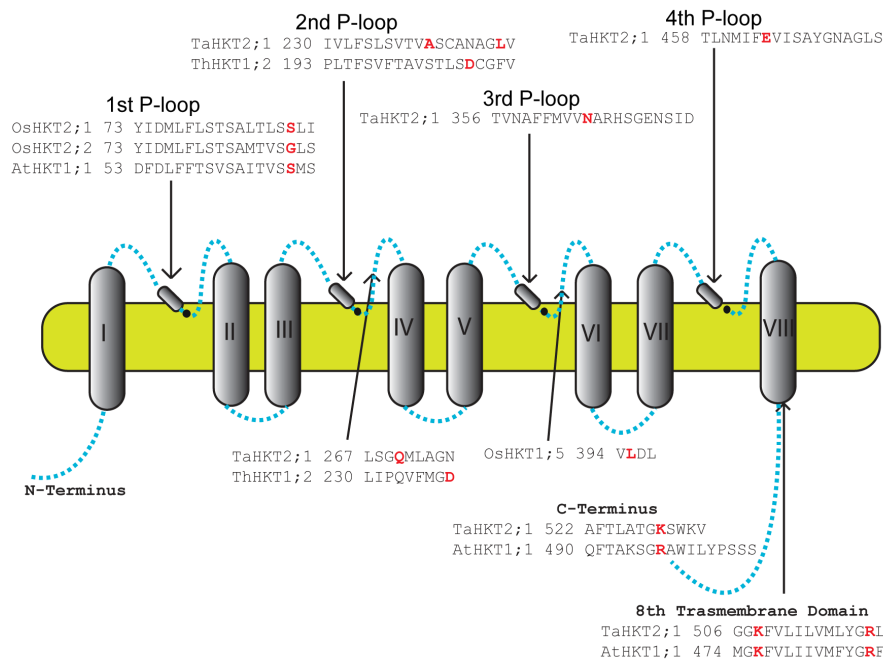 2nd P-loop
TaHKT2;1 230 IVLFSLSVTVASCANAGLV
ThHKT1;2 193 PLTFSVFTAVSTLSDCGFV
4th P-loop
TaHKT2;1 458 TLNMIFEVISAYGNAGLS
1st P-loop
OsHKT2;1 73 YIDMLFLSTSALTLSSLI
OsHKT2;2 73 YIDMLFLSTSAMTVSGLS
AtHKT1;1 53 DFDLFFTSVSAITVSSMS
3rd P-loop
TaHKT2;1 356 TVNAFFMVVNARHSGENSID
I
II
III
IV
V
VI
VII
VIII
N-Terminus
TaHKT2;1 267 LSGQMLAGN
ThHKT1;2 230 LIPQVFMGD
OsHKT1;5 394 VLDL
C-Terminus
TaHKT2;1 522 AFTLATGKSWKV
AtHKT1;1 490 QFTAKSGRAWILYPSSS
8th Trasmembrane Domain
TaHKT2;1 506 GGKFVLILVMLYGRL
AtHKT1;1 474 MGKFVLIIVMFYGRF